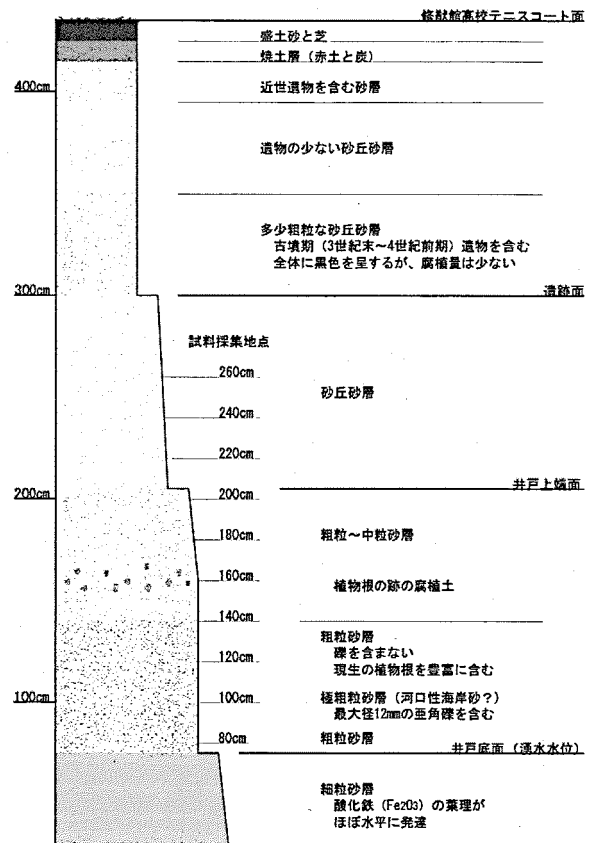 修猷館高校テニスコート面
盛土砂と芝
焼土層（赤土と炭）
400cm
近世遺物を含む砂層
遺物の少ない砂丘砂層
多少粗粒な砂丘砂層
古墳期（3世紀末～4世紀前期）遺物を含む
全体に黒色を呈するが、腐植量は少ない
300cm
遺跡面
試料採集地点
260cm
砂丘砂層
240cm
220cm
井戸上端面
200cm
200cm
180cm
粗粒～中粒砂層
160cm
植物根の跡の腐植土
140cm
粗粒砂層
礫を含まない
120cm
現生の植物根を豊富に含む
100cm
100cm
極粗粒砂層（河口性海岸砂？）
最大径12mmの亜角礫を含む
80cm
粗粒砂層
井戸底面（湧水水位）
細粒砂層
酸化鉄（Fe2O3）の葉理が
ほぼ水平に発達